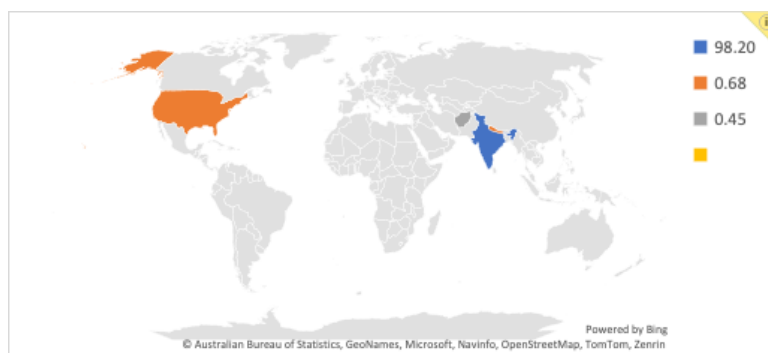 98.20
0.68
0.45
Powered by Bing
© Australian Bureau of Statistics, GeoNames, Microsoft, Navinfo, OpenStreetMap, TomTom, Zenrin